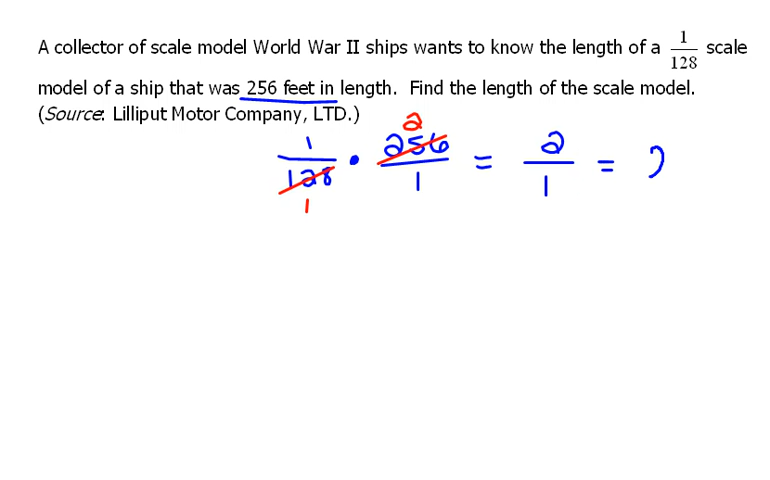 A collector of scale model World War II ships wants to know the length of a 1/128 scale
model of a ship that was 256 feet in length. Find the length of the scale model.
(Source: Lilliput Motor Company, LTD.)
2
1/128 • 256/1 = 2/1 =
1